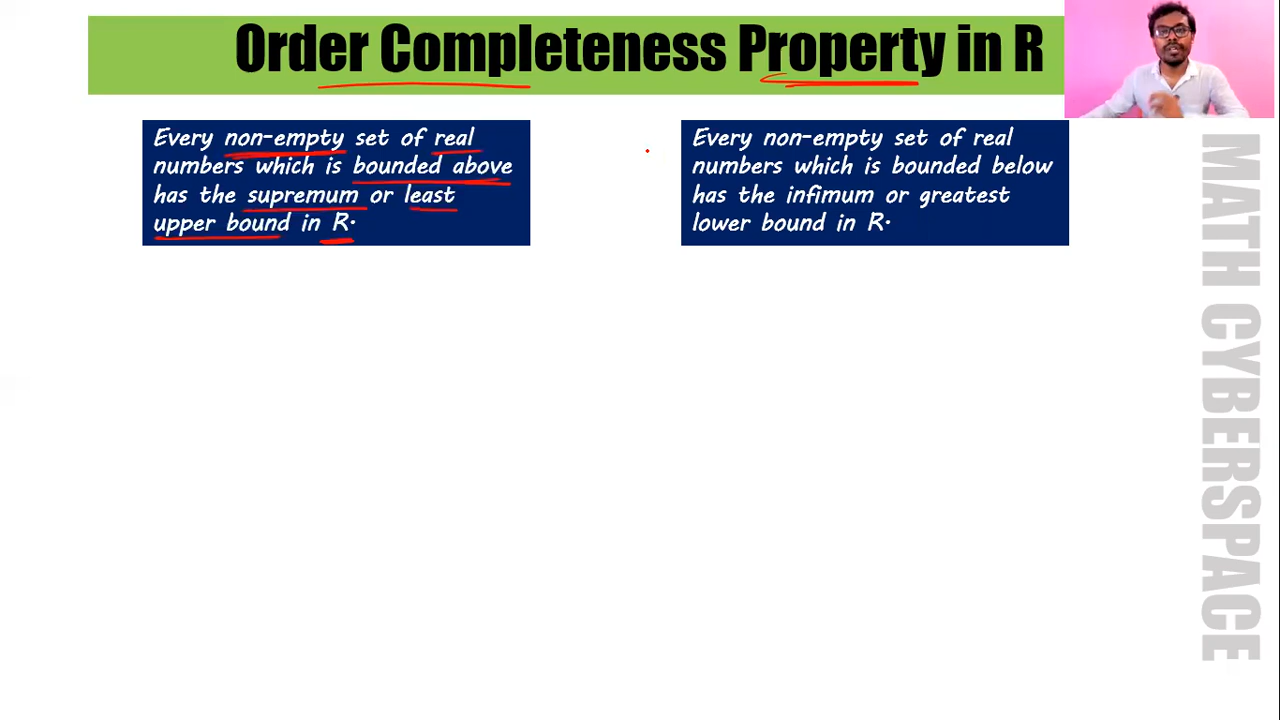 Order Completeness Property in R
Every non-empty set of real
numbers which is bounded above
has the supremum or least
upper bound in R.
Every non-empty set of real
numbers which is bounded below
has the infimum or greatest
lower bound in R.
MATH CYBERSPACE